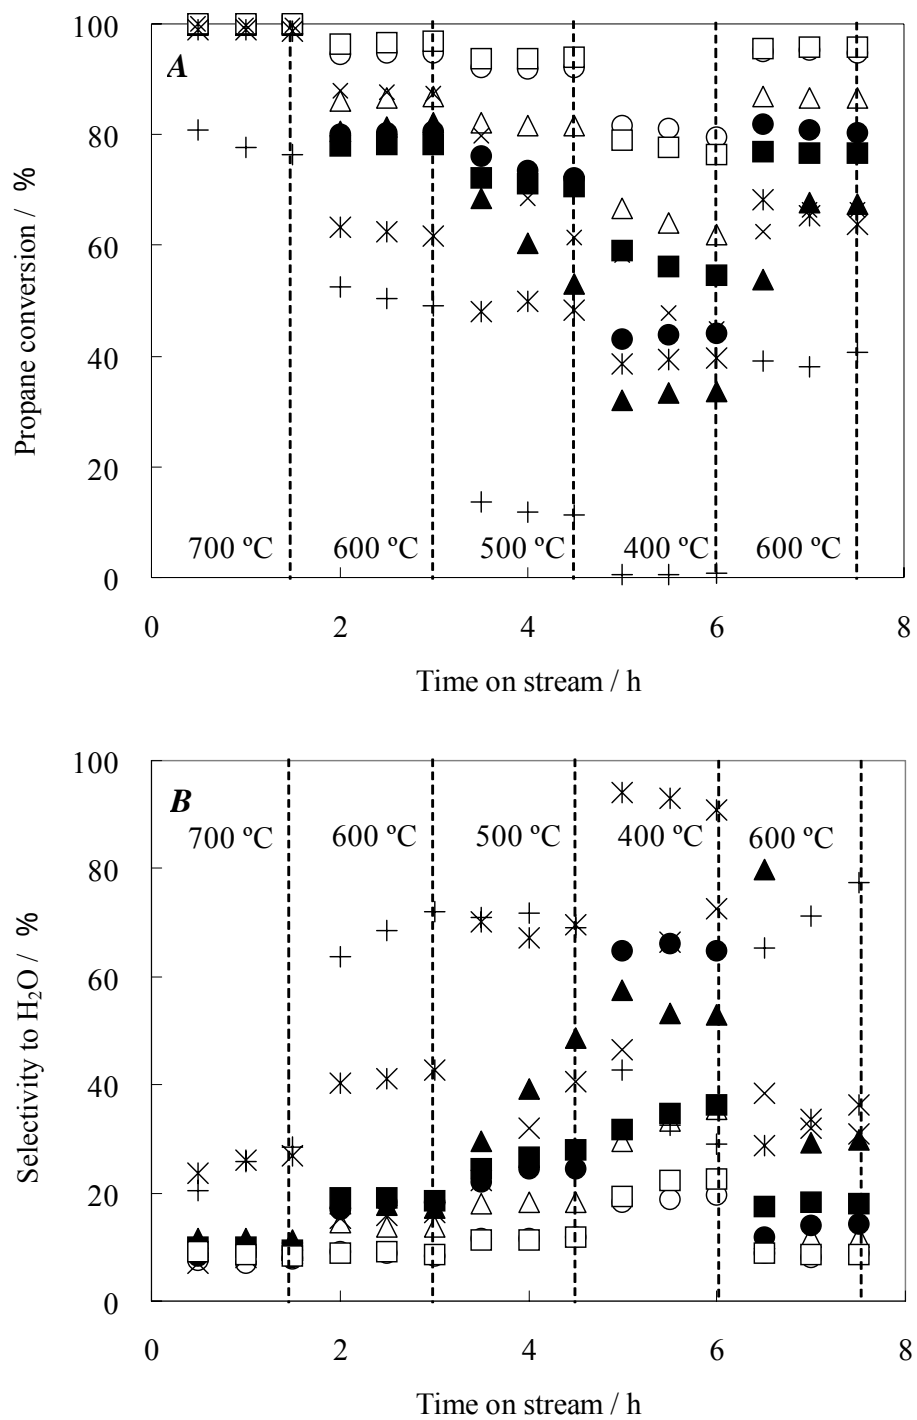 100
80
60
40
20
0
Propane conversion / %
A
700 ºC
600 ºC
500 ºC
400 ºC
600 ºC
0
2
4
6
8
Time on stream / h
100
80
60
40
20
0
Selectivity to H₂O / %
B
700 ºC
600 ºC
500 ºC
400 ºC
600 ºC
0
2
4
6
8
Time on stream / h